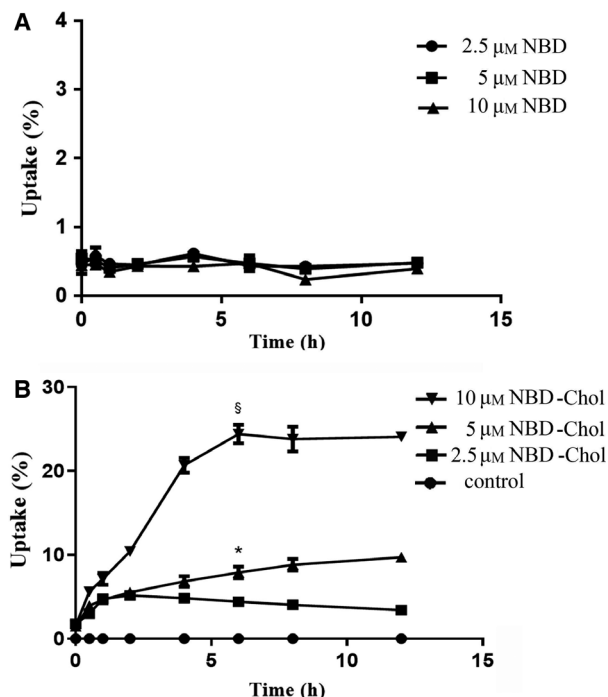 A
4
3
2
1
0
Uptake (%)
2.5 μM NBD
5 μM NBD
10 μM NBD
0 5 10 15
Time (h)
B
30
20
10
0
Uptake (%)
§
*
10 μM NBD-Chol
5 μM NBD-Chol
2.5 μM NBD-Chol
control
0 5 10 15
Time (h)